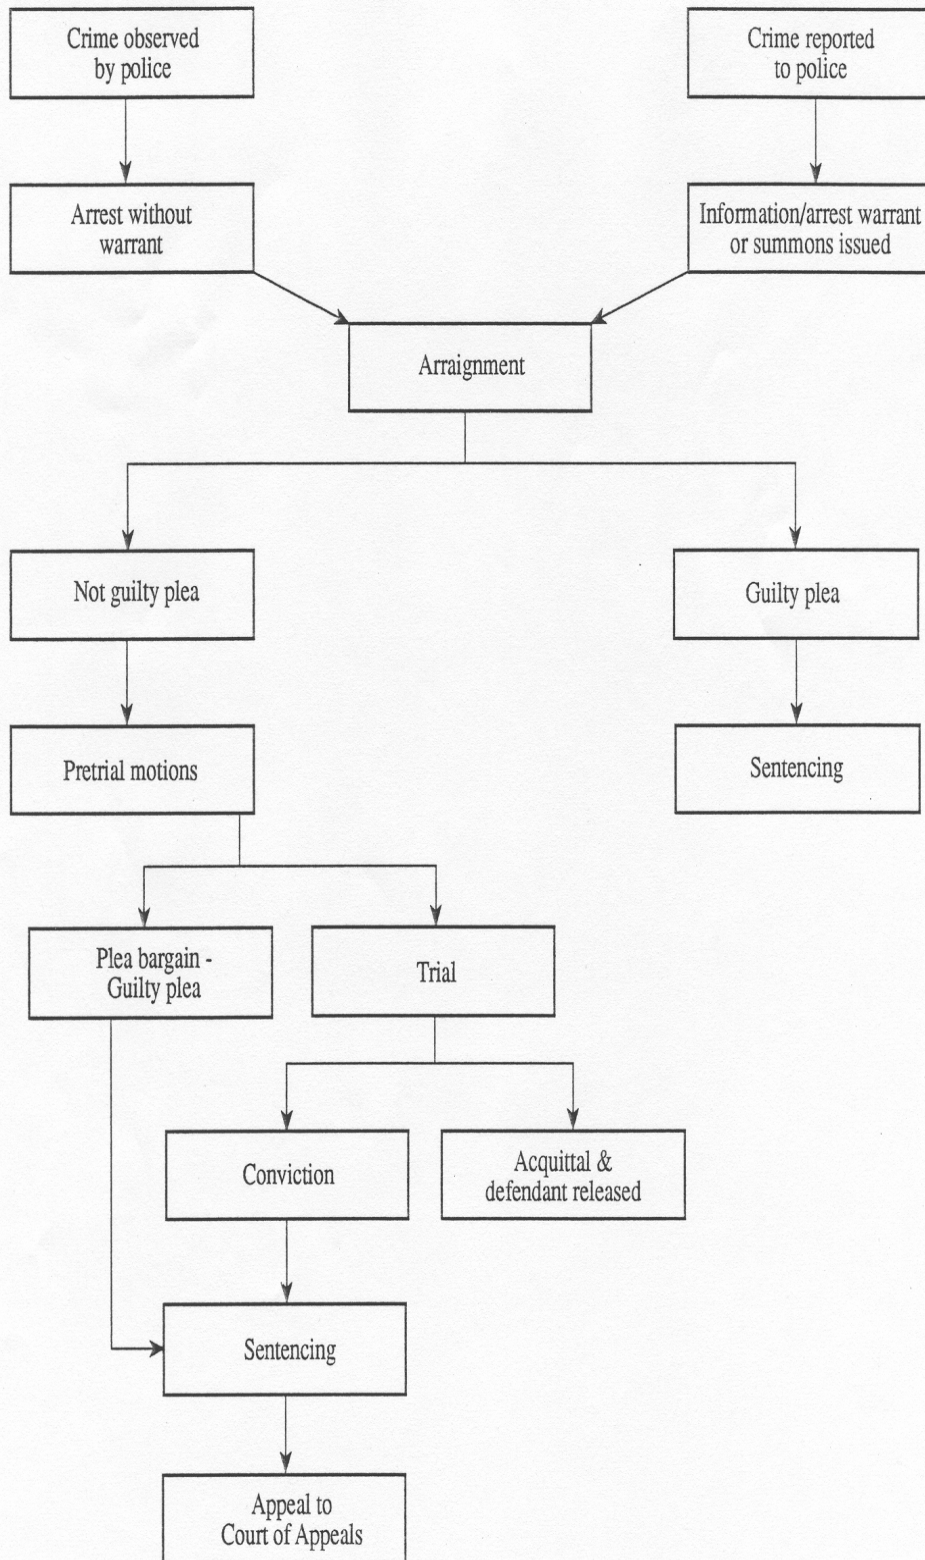 Crime observed
by police
Crime reported
to police
Arrest without
warrant
Information/arrest warrant
or summons issued
Arraignment
Not guilty plea
Guilty plea
Pretrial motions
Sentencing
Plea bargain -
Guilty plea
Trial
Conviction
Acquittal &
defendant released
Sentencing
Appeal to
Court of Appeals